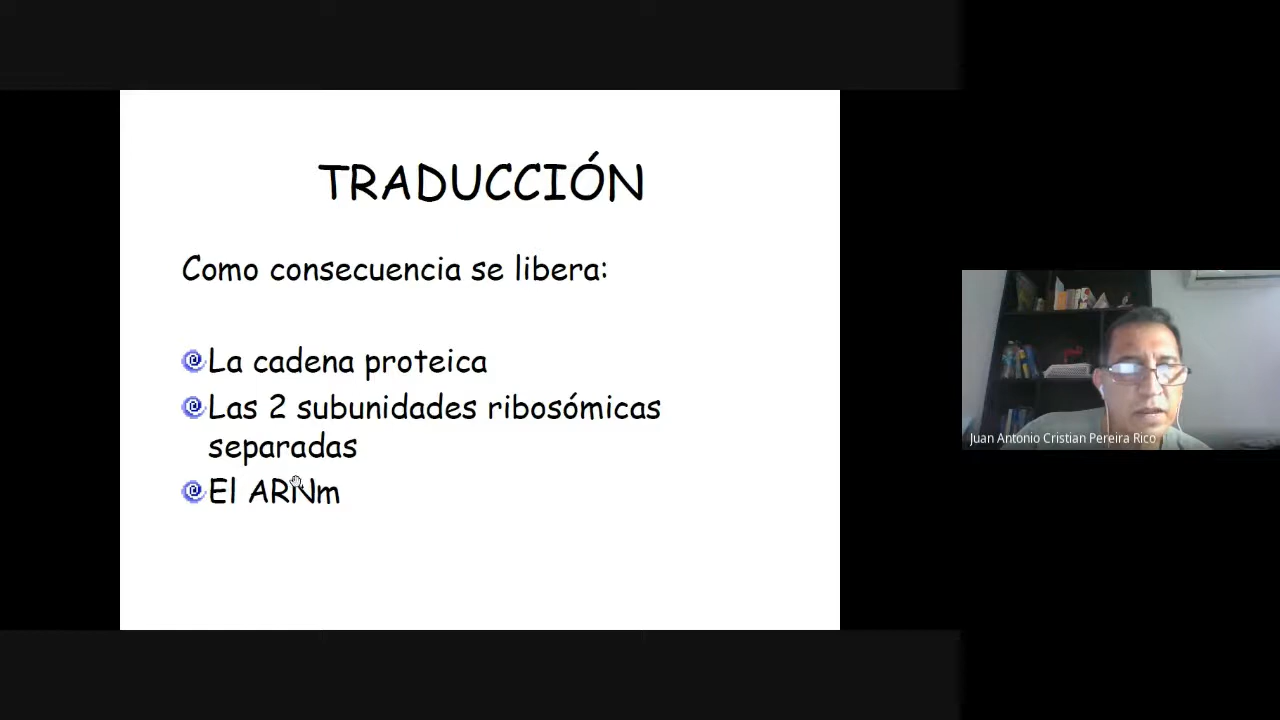 TRADUCCIÓN
Como consecuencia se libera:
La cadena proteica
Las 2 subunidades ribosómicas
separadas
El ARNm
Juan Antonio Cristian Pereira Rico